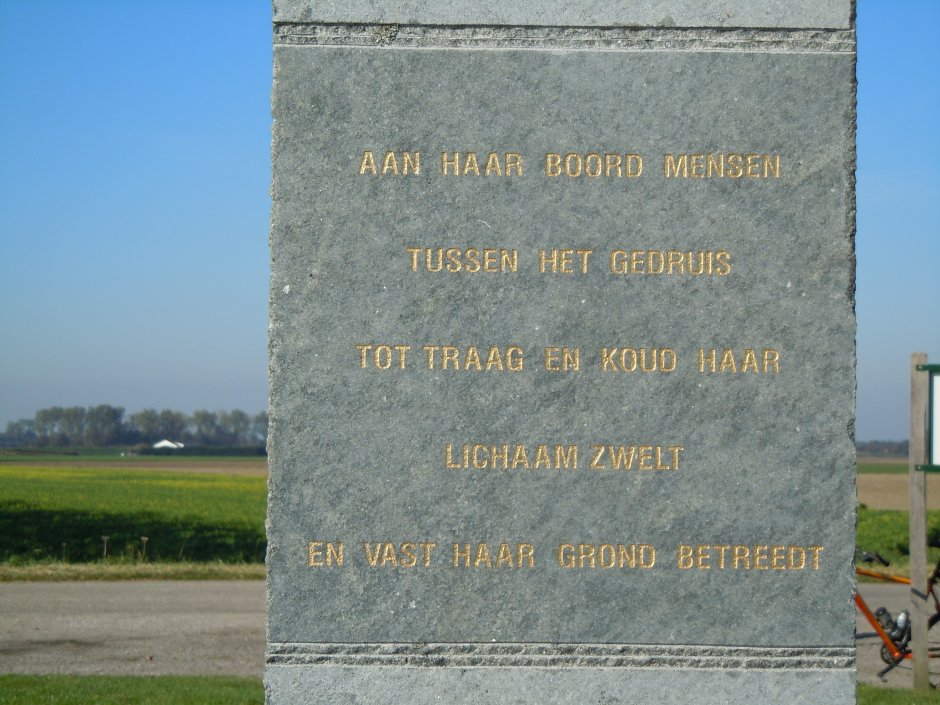 AAN HAAR BOORD MENSEN
TUSSEN HET GEDRUIS
TOT TRAAG EN KOUD HAAR
LICHAAM ZWELT
EN VAST HAAR GROND BETREEDT